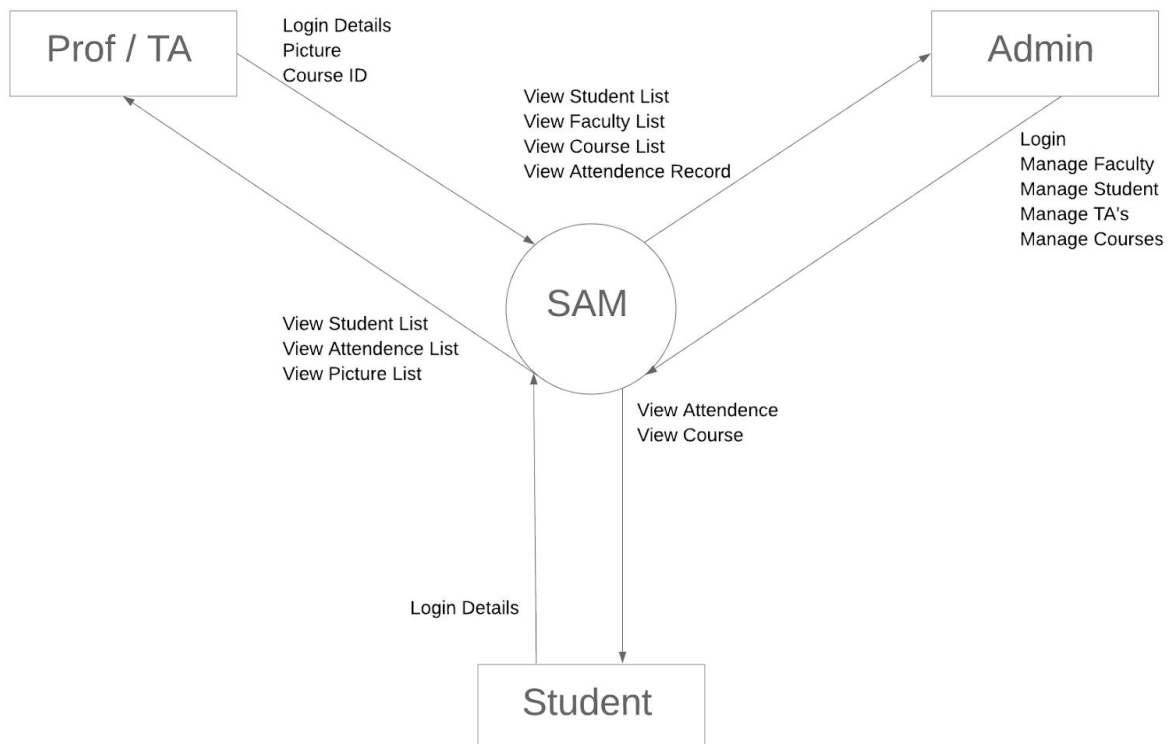 Prof / TA
Login Details
Picture
Course ID
Admin
View Student List
View Faculty List
View Course List
View Attendence Record
Login
Manage Faculty
Manage Student
Manage TA's
Manage Courses
SAM
View Student List
View Attendence List
View Picture List
View Attendence
View Course
Login Details
Student